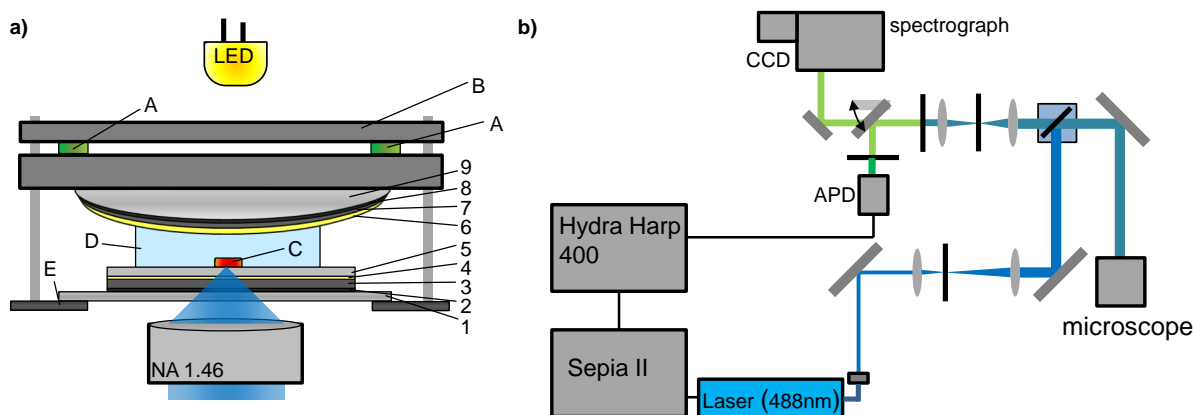 a)
LED
A
B
A
9
8
7
6
D
C
5
4
E
3
2
1
NA 1.46
b)
spectrograph
CCD
APD
Hydra Harp
400
microscope
Sepia II
Laser (488nm)